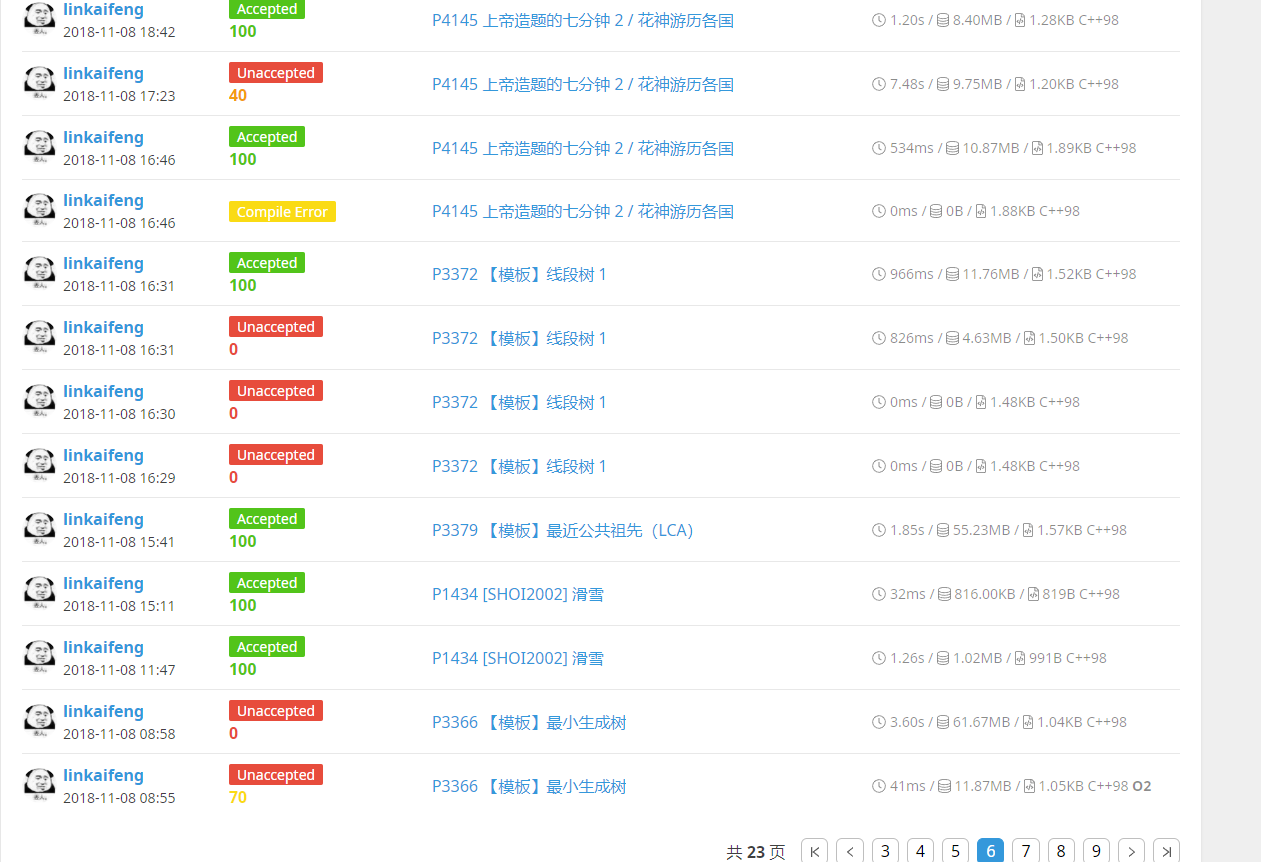 linkaifeng Accepted P4145 上帝造题的七分钟 2 / 花神游历各国 1.20s / 8.40MB / 1.28KB C++98
2018-11-08 18:42 100
linkaifeng Unaccepted P4145 上帝造题的七分钟 2 / 花神游历各国 7.48s / 9.75MB / 1.20KB C++98
2018-11-08 17:23 40
linkaifeng Accepted P4145 上帝造题的七分钟 2 / 花神游历各国 534ms / 10.87MB / 1.89KB C++98
2018-11-08 16:46 100
linkaifeng Compile Error P4145 上帝造题的七分钟 2 / 花神游历各国 0ms / 0B / 1.88KB C++98
2018-11-08 16:46
linkaifeng Accepted P3372 【模板】线段树 1 966ms / 11.76MB / 1.52KB C++98
2018-11-08 16:31 100
linkaifeng Unaccepted P3372 【模板】线段树 1 826ms / 4.63MB / 1.50KB C++98
2018-11-08 16:31 0
linkaifeng Unaccepted P3372 【模板】线段树 1 0ms / 0B / 1.48KB C++98
2018-11-08 16:30 0
linkaifeng Unaccepted P3372 【模板】线段树 1 0ms / 0B / 1.48KB C++98
2018-11-08 16:29 0
linkaifeng Accepted P3379 【模板】最近公共祖先（LCA） 1.85s / 55.23MB / 1.57KB C++98
2018-11-08 15:41 100
linkaifeng Accepted P1434 [SHOI2002] 滑雪 32ms / 816.00KB / 819B C++98
2018-11-08 15:11 100
linkaifeng Accepted P1434 [SHOI2002] 滑雪 1.26s / 1.02MB / 991B C++98
2018-11-08 11:47 100
linkaifeng Unaccepted P3366 【模板】最小生成树 3.60s / 61.67MB / 1.04KB C++98
2018-11-08 08:58 0
linkaifeng Unaccepted P3366 【模板】最小生成树 41ms / 11.87MB / 1.05KB C++98 O2
2018-11-08 08:55 70
共 23 页 3 4 5 6 7 8 9